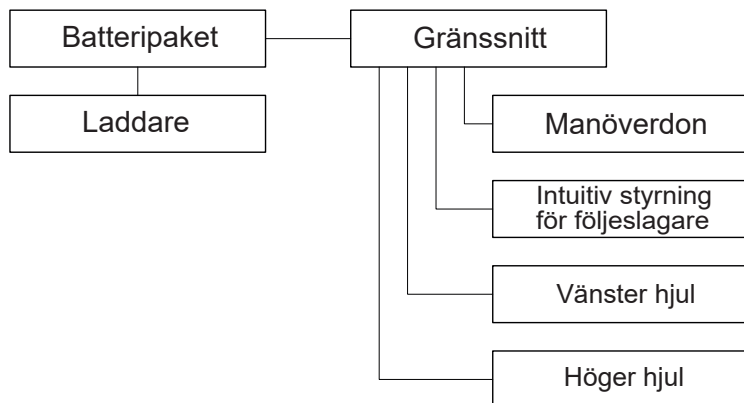 Batteripaket
Gränssnitt
Laddare
Manöverdon
Intuitiv styrning
för följeslagare
Vänster hjul
Höger hjul